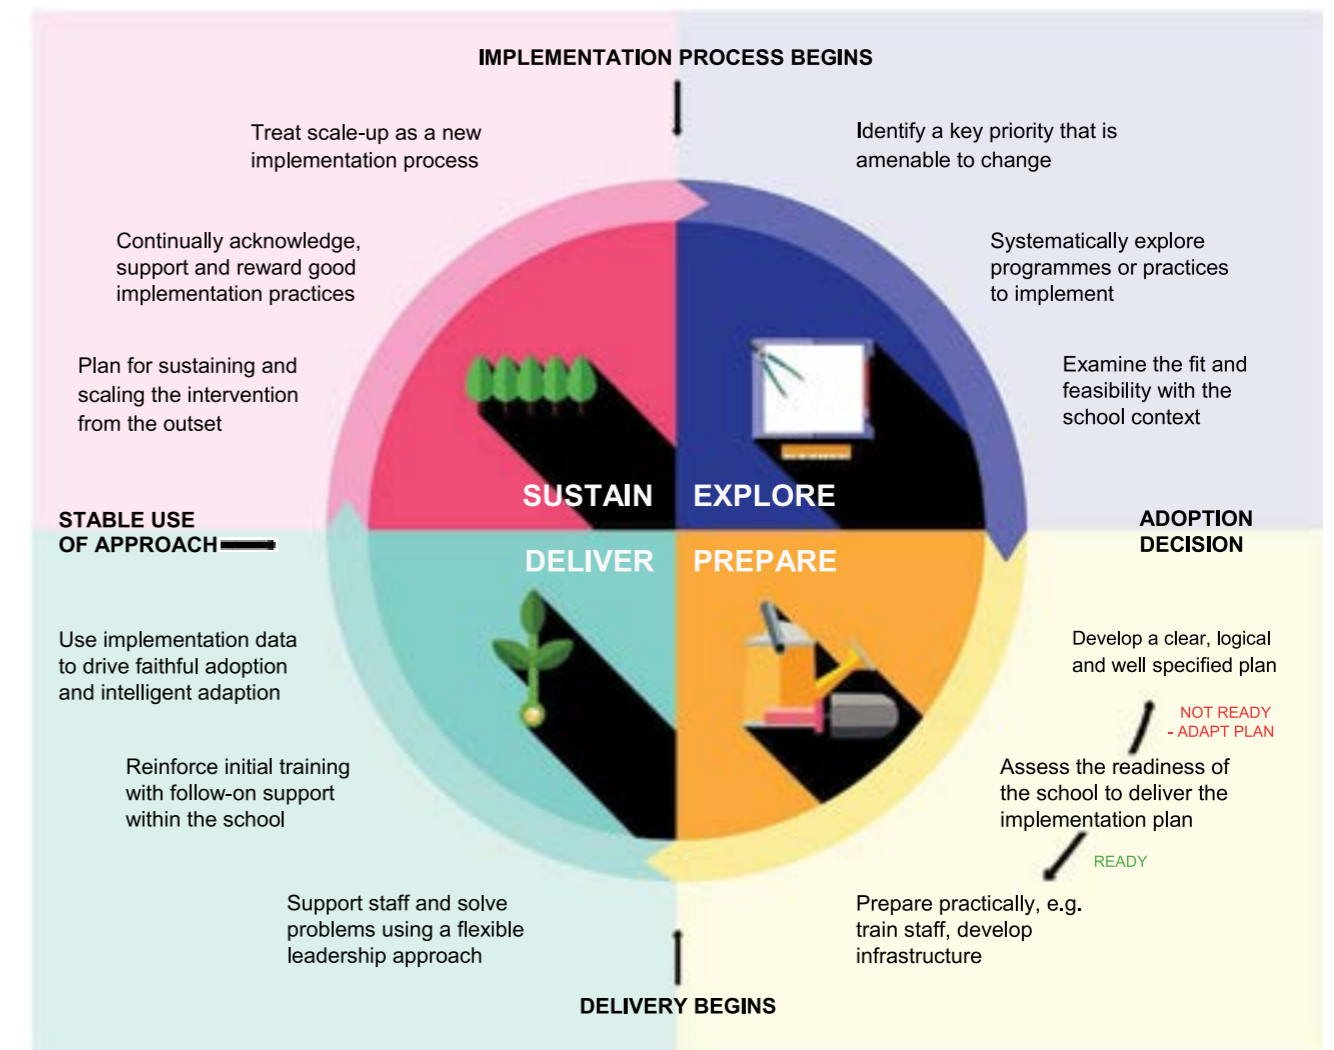 IMPLEMENTATION PROCESS BEGINS
Identify a key priority that is
amenable to change
Systematically explore
programmes or practices
to implement
Examine the fit and
feasibility with the
school context
EXPLORE
ADOPTION
DECISION
PREPARE
Develop a clear, logical
and well specified plan
NOT READY
- ADAPT PLAN
Assess the readiness of
the school to deliver the
implementation plan
READY
Prepare practically, e.g.
train staff, develop
infrastructure
DELIVERY BEGINS
DELIVER
Support staff and solve
problems using a flexible
leadership approach
Reinforce initial training
with follow-on support
within the school
Use implementation data
to drive faithful adoption
and intelligent adaption
STABLE USE
OF APPROACH
SUSTAIN
Plan for sustaining and
scaling the intervention
from the outset
Continually acknowledge,
support and reward good
implementation practices
Treat scale-up as a new
implementation process